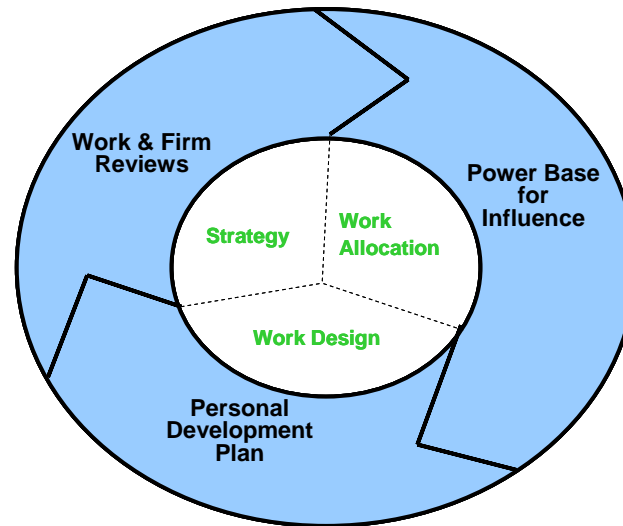 Work & Firm
Reviews
Power Base
for
Influence
Strategy
Work
Allocation
Work Design
Personal
Development
Plan